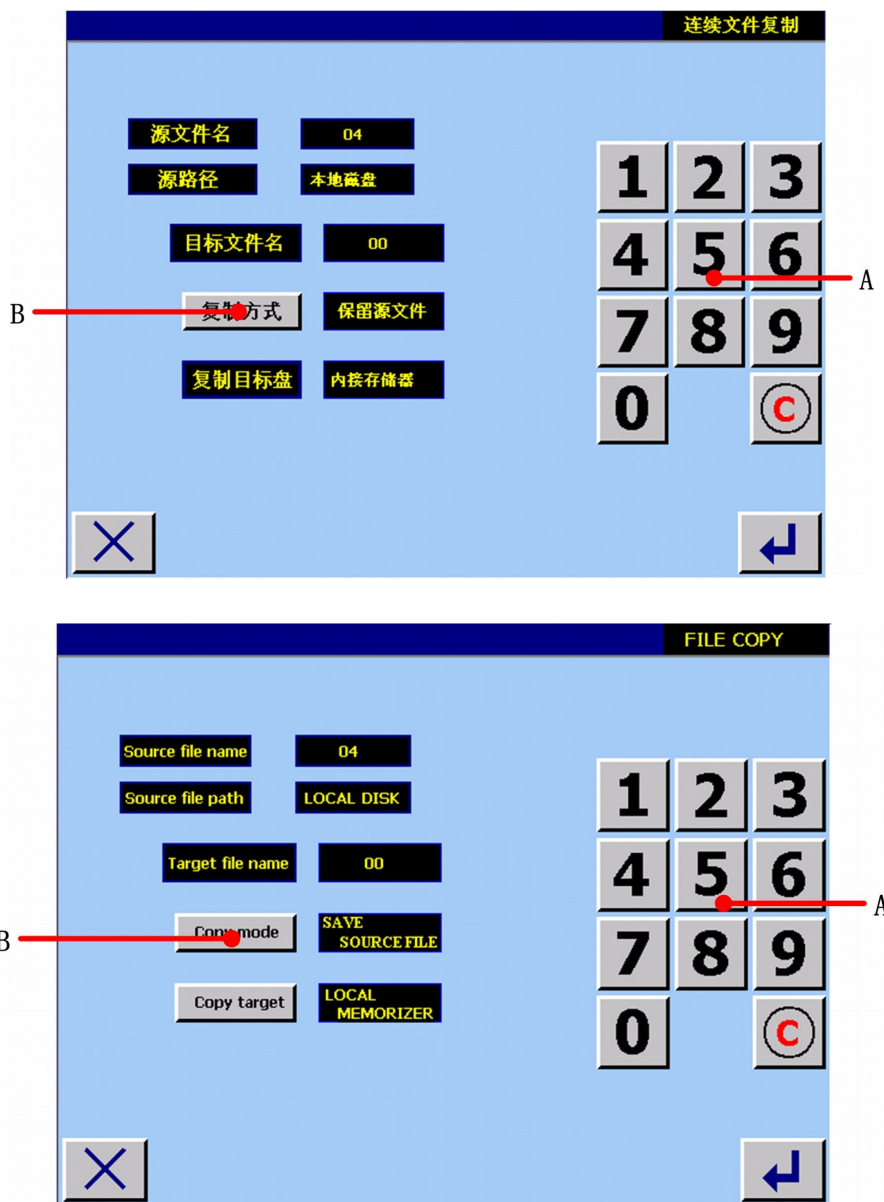 连续文件复制
源文件名 04
源路径 本地磁盘
目标文件名 00
复制方式 保留源文件
复制目标盘 内接存储器
1 2 3
4 5 6
7 8 9
0 C
A
B
FILE COPY
Source file name 04
Source file path LOCAL DISK
Target file name 00
Copy mode SAVE
SOURCE FILE
Copy target LOCAL
MEMORIZER
1 2 3
4 5 6
7 8 9
0 C
A
B